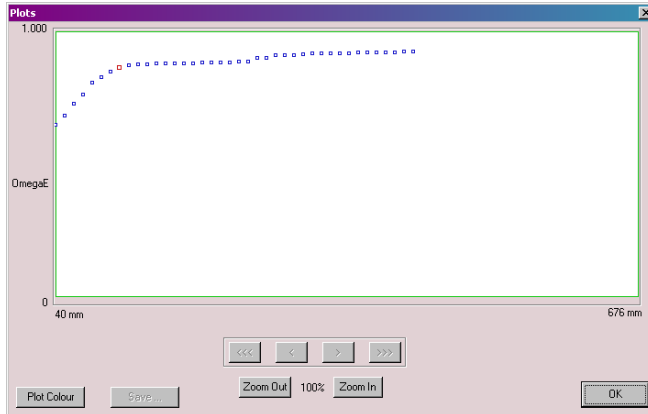 Plots
1.000
OmegaE
0
40 mm 676 mm
<<< < > >>>
Zoom Out 100% Zoom In
Plot Colour Save ... OK